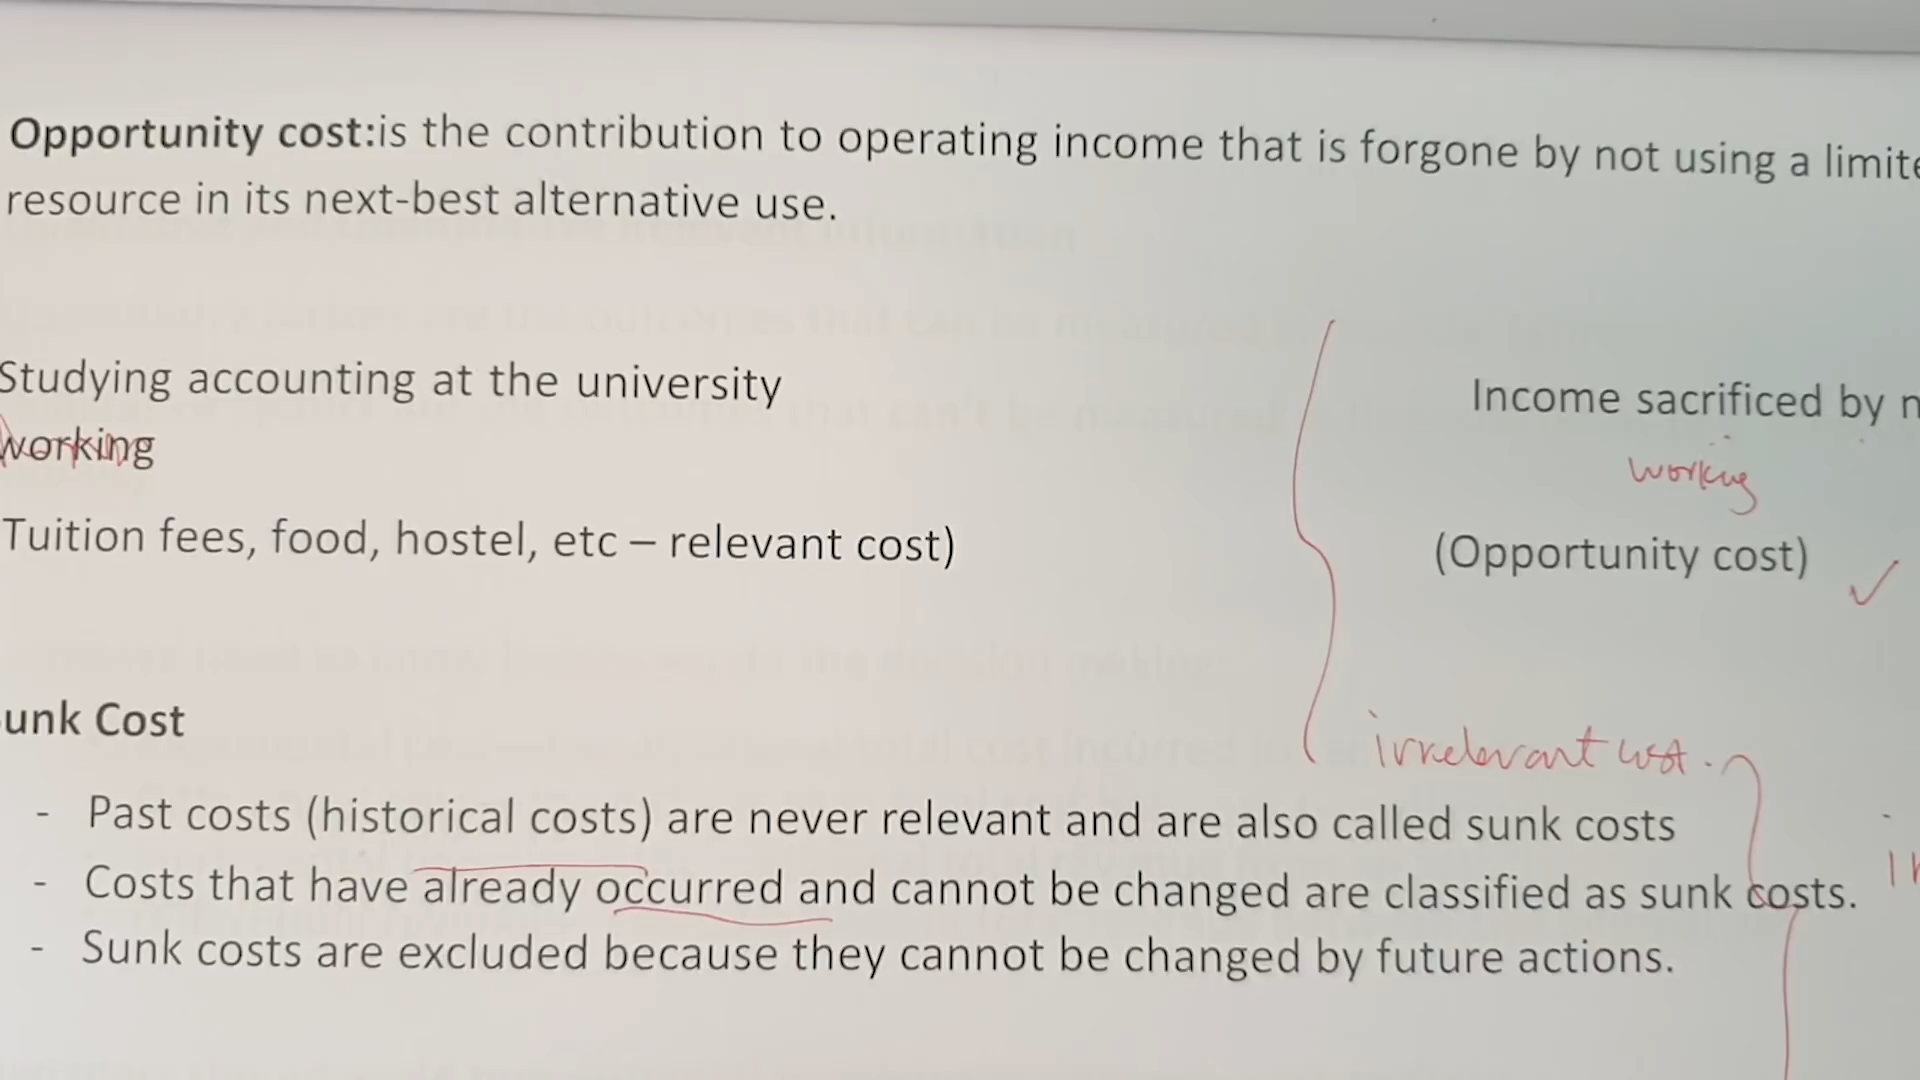 Opportunity cost:is the contribution to operating income that is forgone by not using a
resource in its next-best alternative use.
Studying accounting at the university
Income sacrificed by
working
working
Tuition fees, food, hostel, etc – relevant cost)
(Opportunity cost)
unk Cost
irrelevant cost.
- Past costs (historical costs) are never relevant and are also called sunk costs
- Costs that have already occurred and cannot be changed are classified as sunk costs.
- Sunk costs are excluded because they cannot be changed by future actions.